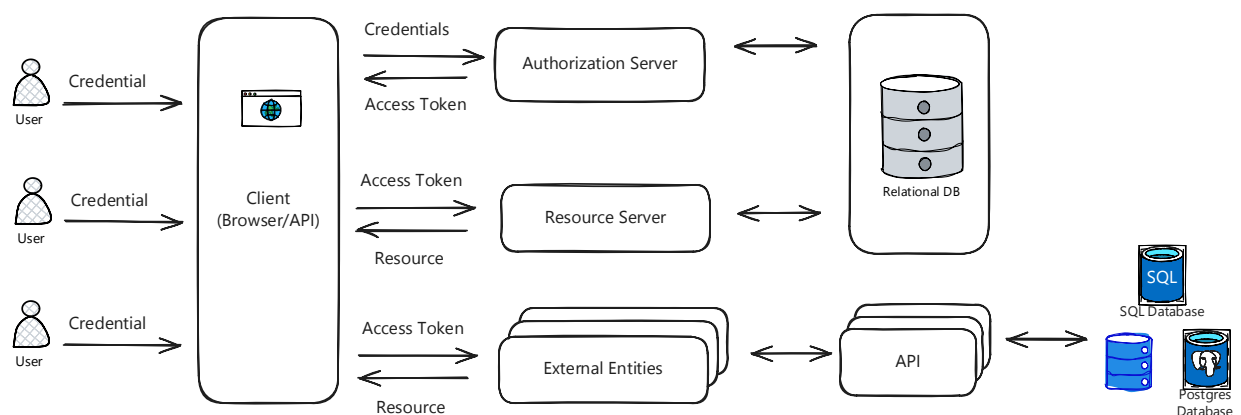 Credentials
Credential
Authorization Server
User
Access Token
Relational DB
Credential
Access Token
Client
(Browser/API)
Resource Server
User
Resource
SQL
SQL Database
Credential
Access Token
User
External Entities
API
Resource
Postgres
Database